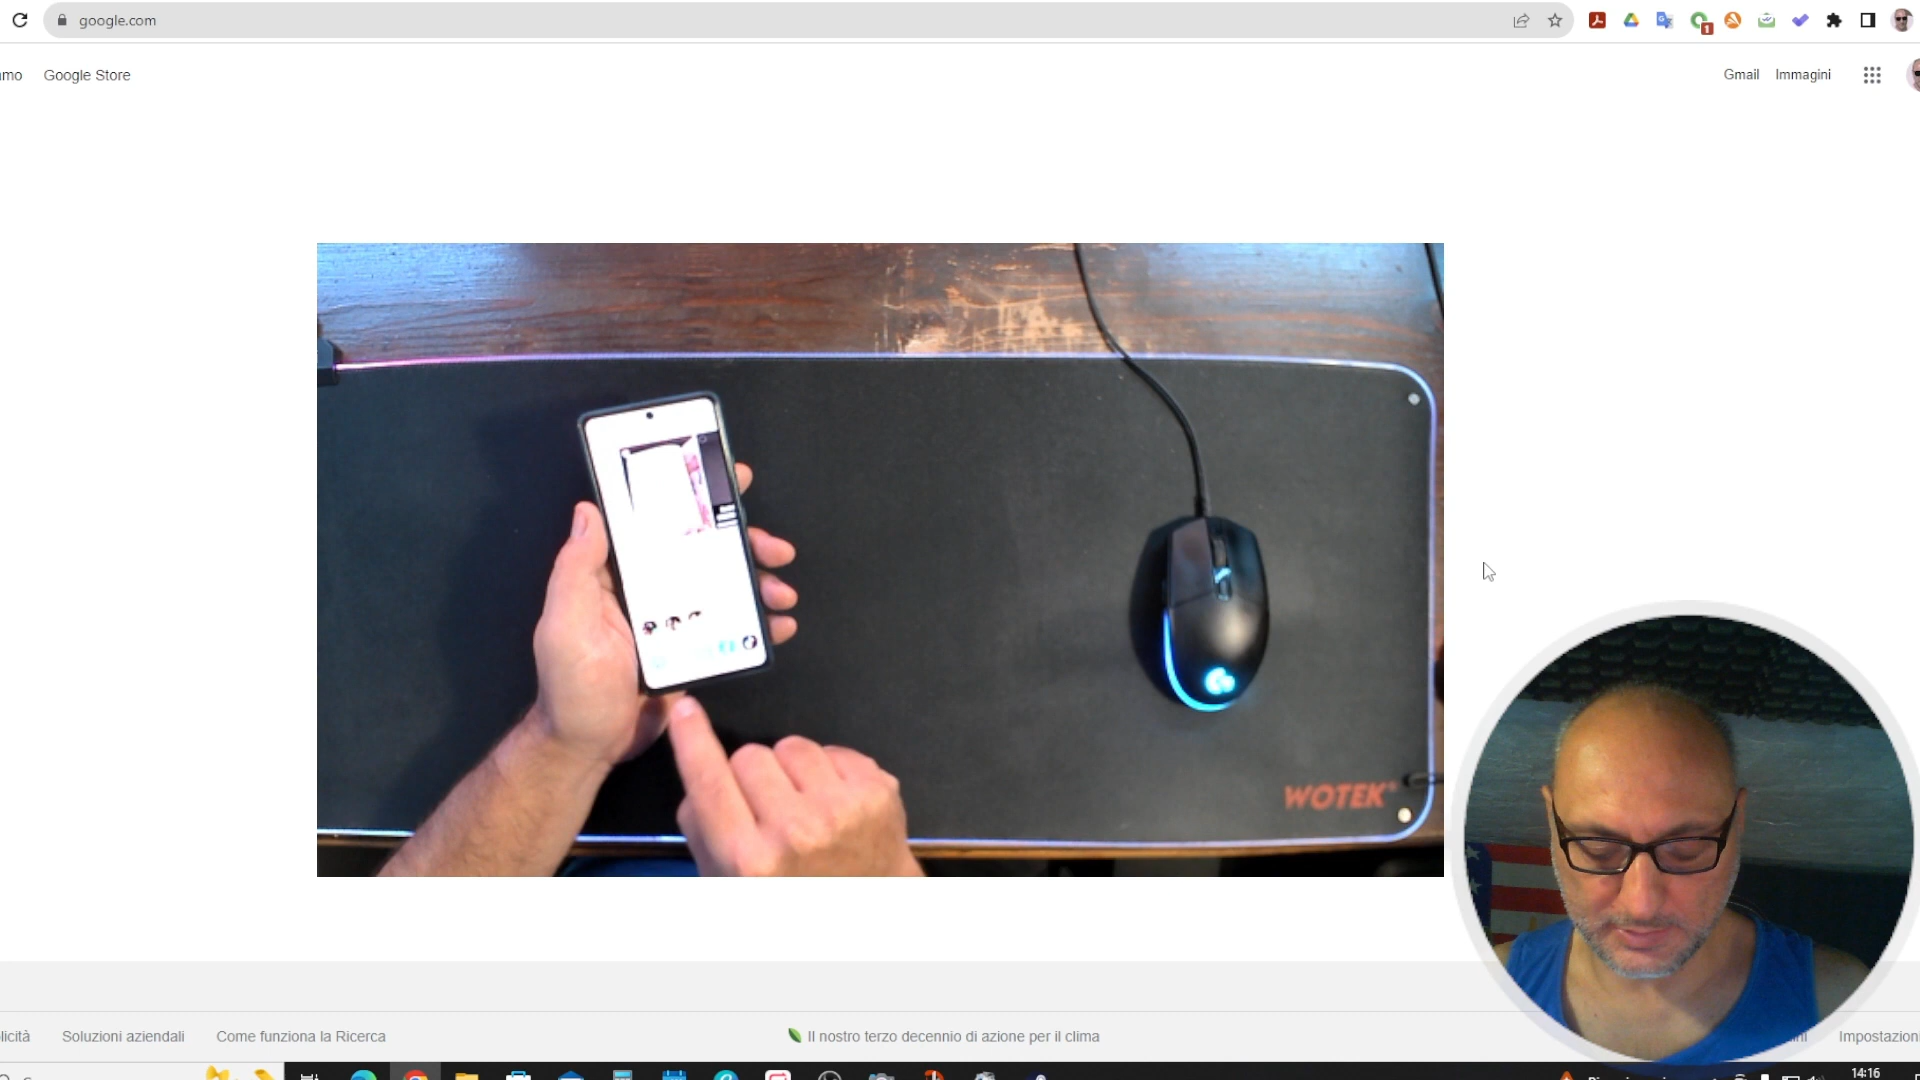 google.com
Google Store
Gmail
Immagini
WOTEK
Soluzioni aziendali
Come funziona la Ricerca
Il nostro terzo decennio di azione per il clima
14:16